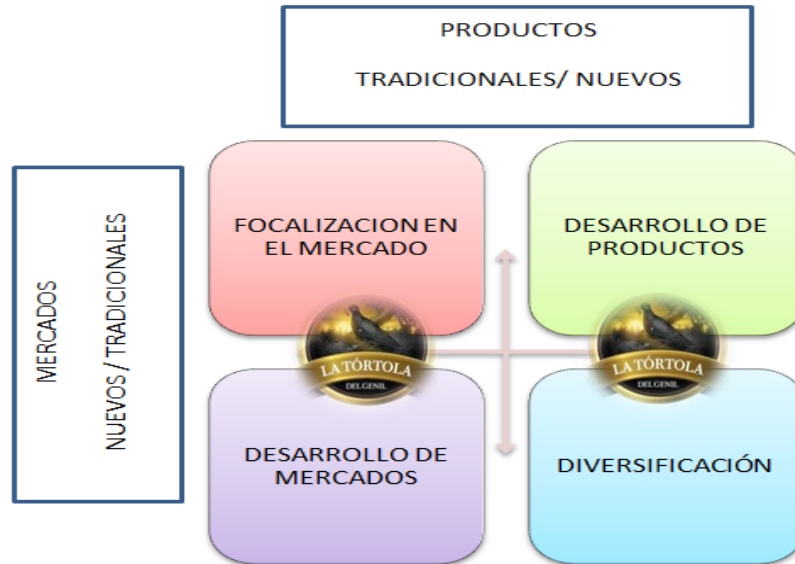 PRODUCTOS
TRADICIONALES/ NUEVOS
MERCADOS
NUEVOS / TRADICIONALES
FOCALIZACION EN
EL MERCADO
DESARROLLO DE
PRODUCTOS
LA TÓRTOLA
DEL GENIL
LA TÓRTOLA
DEL GENIL
DESARROLLO DE
MERCADOS
DIVERSIFICACIÓN